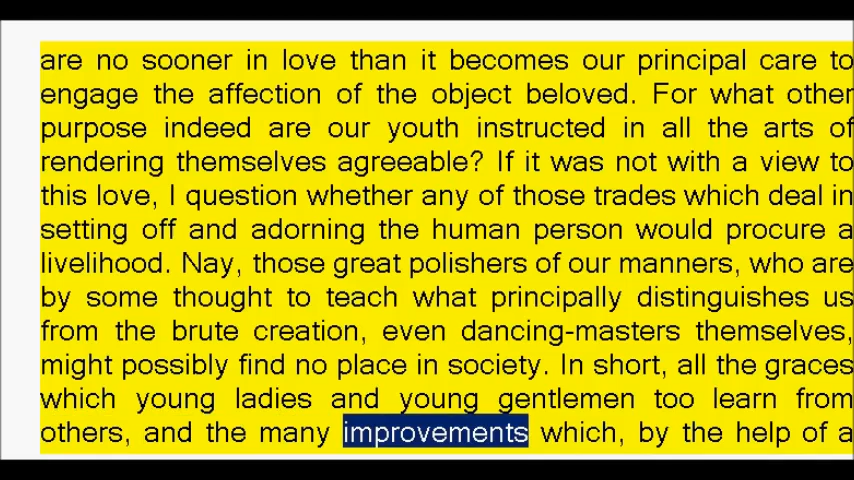 are no sooner in love than it becomes our principal care to
engage the affection of the object beloved. For what other
purpose indeed are our youth instructed in all the arts of
rendering themselves agreeable? If it was not with a view to
this love, I question whether any of those trades which deal in
setting off and adorning the human person would procure a
livelihood. Nay, those great polishers of our manners, who are
by some thought to teach what principally distinguishes us
from the brute creation, even dancing-masters themselves,
might possibly find no place in society. In short, all the graces
which young ladies and young gentlemen too learn from
others, and the many improvements which, by the help of a